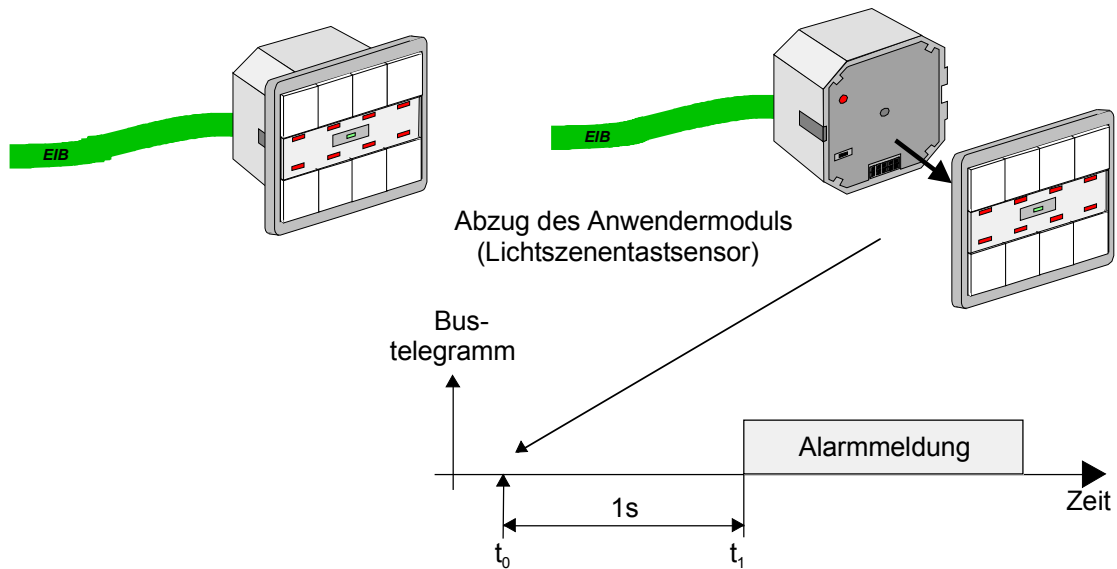 EIB
EIB
Abzug des Anwendermoduls
(Lichtszenentastsensor)
Bus-
telegramm
Alarmmeldung
Zeit
1s
t₀
t₁